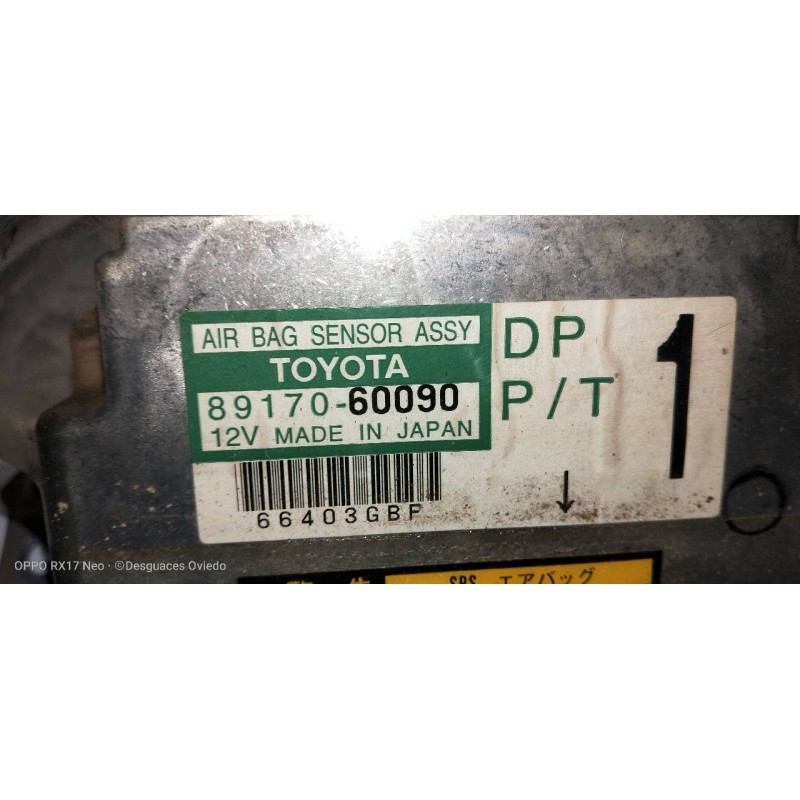 AIR BAG SENSOR ASSY
TOYOTA
89170-60090
12V MADE IN JAPAN
66403GBF
DP
P/T
1
OPPO RX17 Neo · ©Desguaces Oviedo
SRS エアバッグ